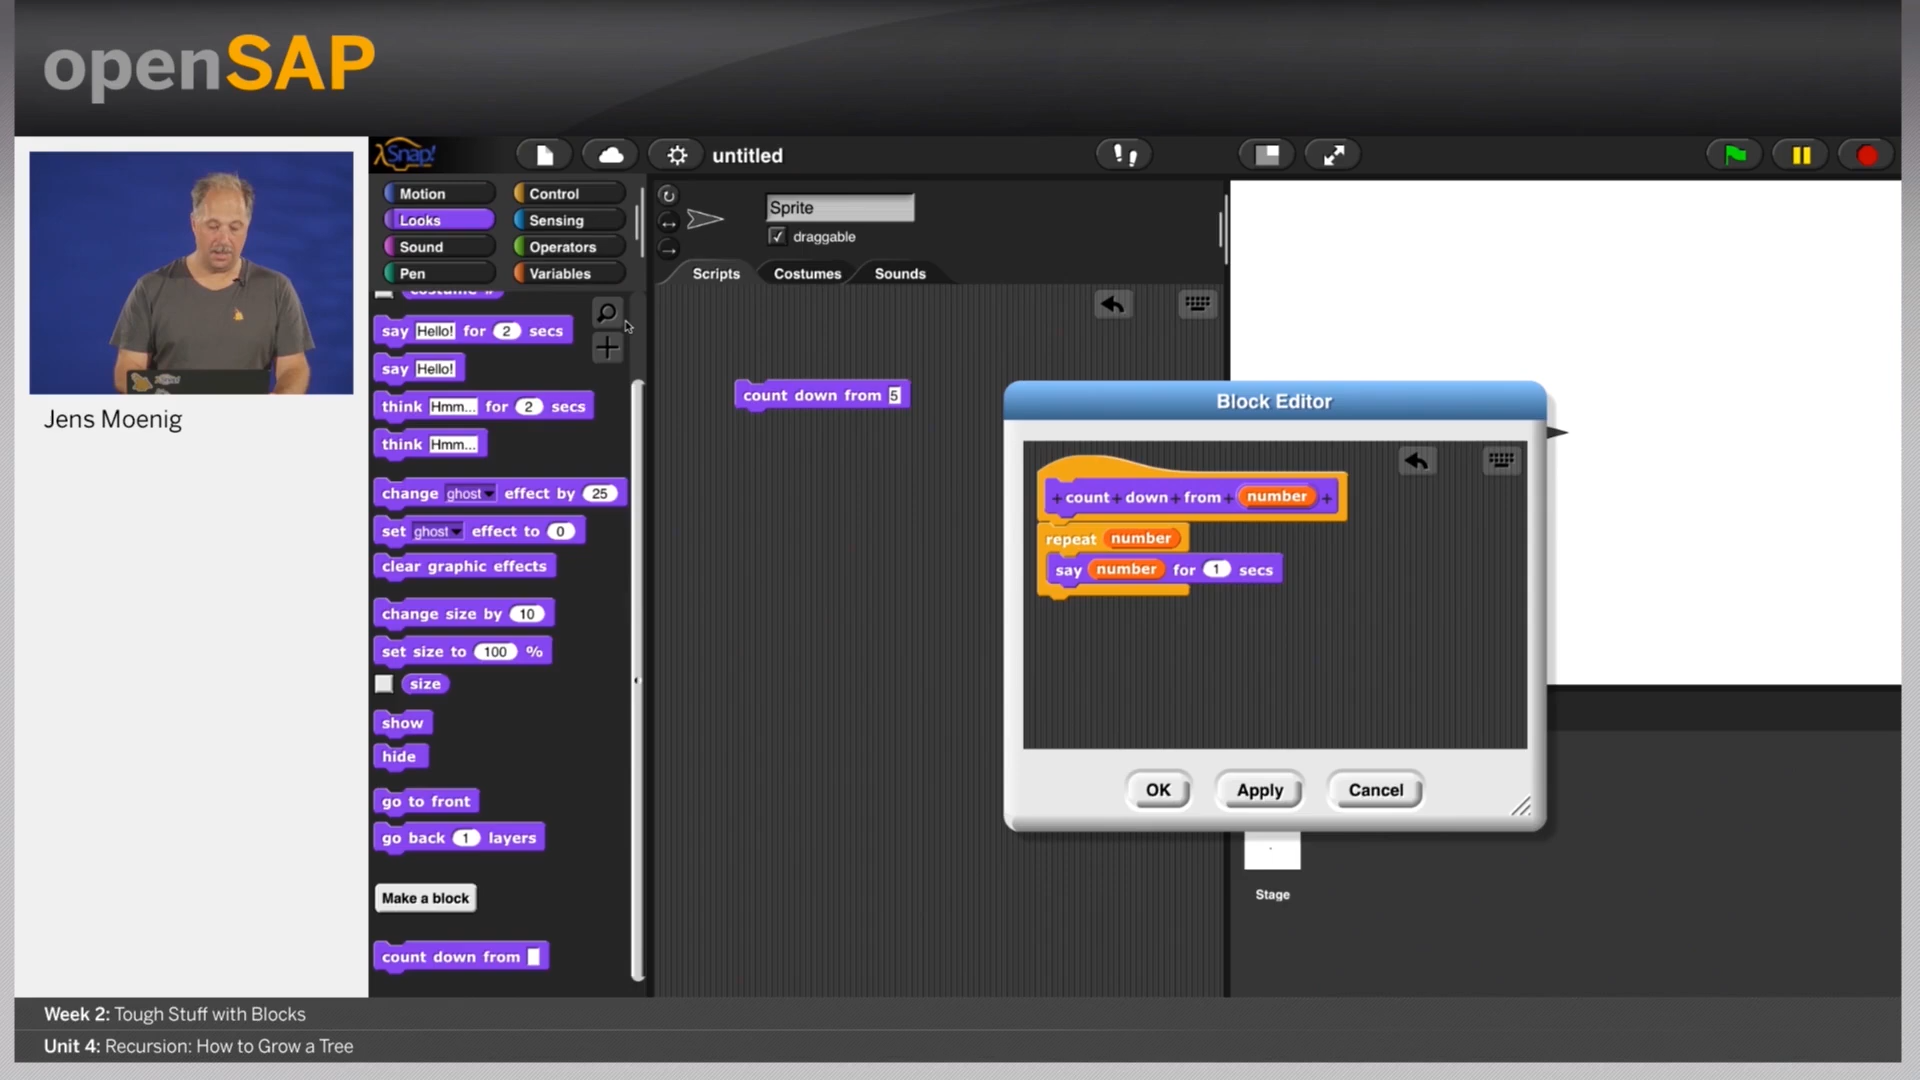 openSAP
Snap!
untitled
Motion
Control
Looks
Sensing
Sound
Operators
Pen
Variables
Sprite
draggable
Scripts
Costumes
Sounds
costume #
say Hello! for 2 secs
say Hello!
think Hmm... for 2 secs
think Hmm...
change ghost effect by 25
set ghost effect to 0
clear graphic effects
change size by 10
set size to 100 %
size
show
hide
go to front
go back 1 layers
Make a block
count down from
count down from 5
Block Editor
+ count + down + from + number +
repeat number
say number for 1 secs
OK
Apply
Cancel
Stage
Jens Moenig
Week 2: Tough Stuff with Blocks
Unit 4: Recursion: How to Grow a Tree